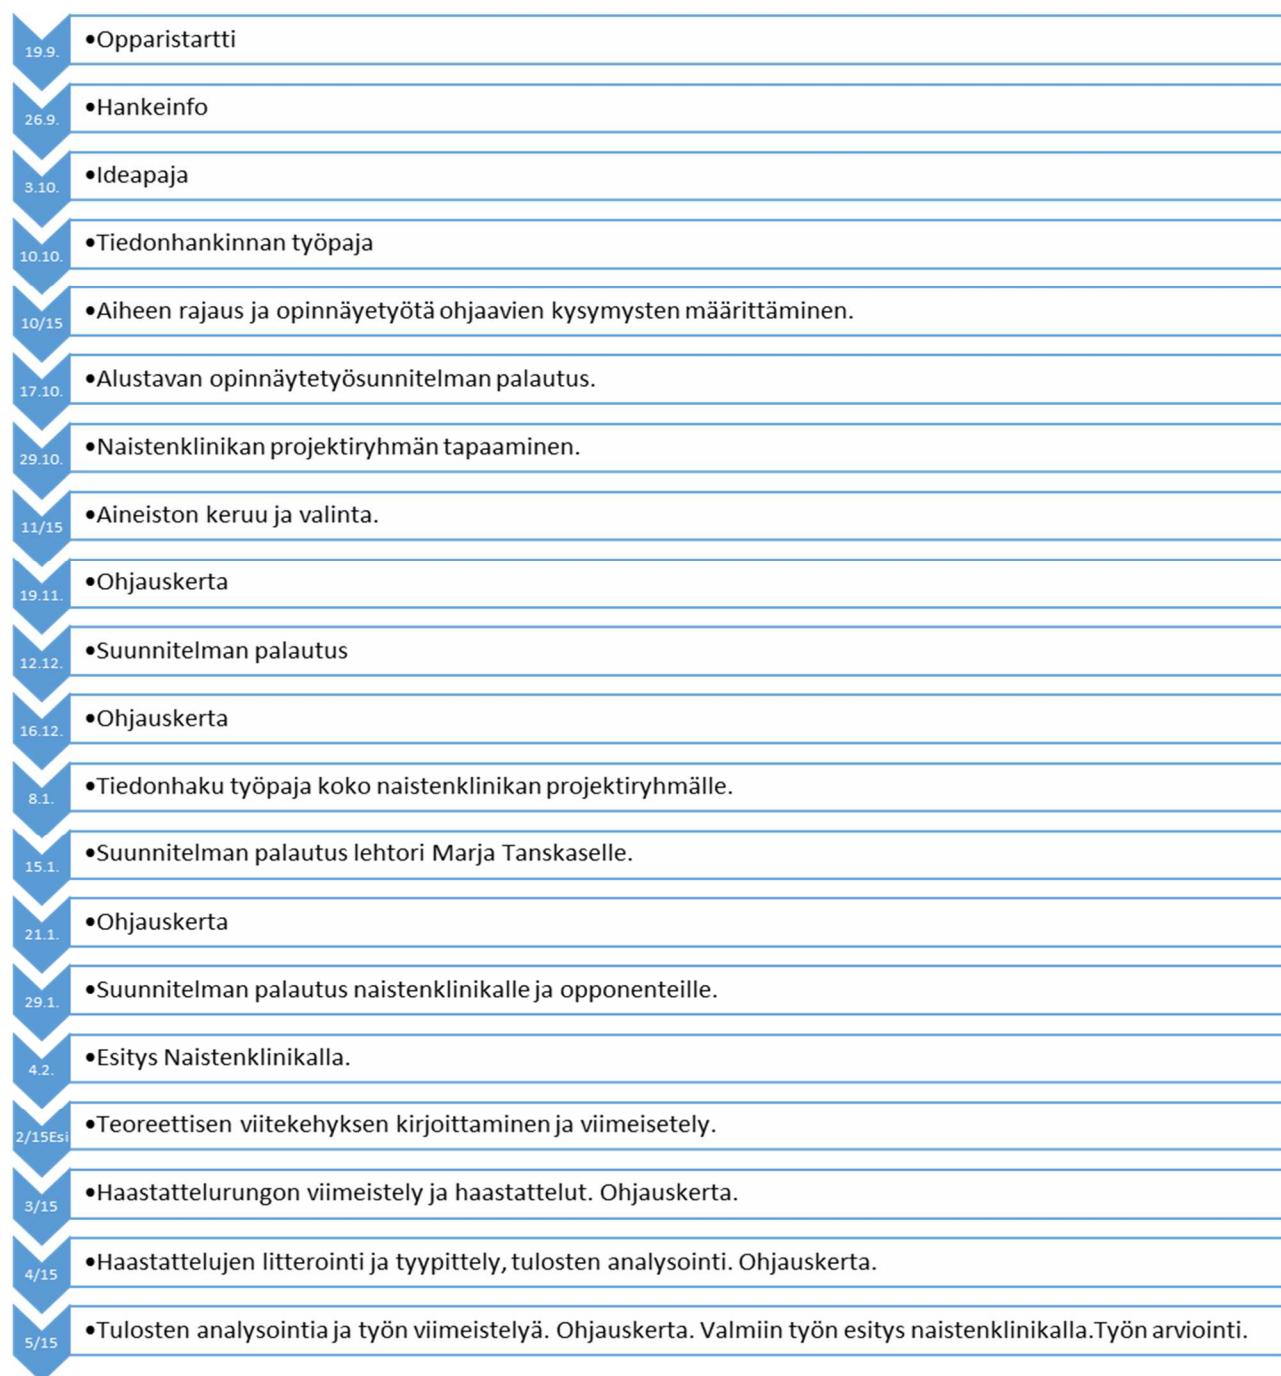 19.9.
•Opparistartti
26.9.
•Hankeinfo
3.10.
•Ideapaja
10.10.
•Tiedonhankinnan työpaja
10/15
•Aiheen rajaus ja opinnäyetyötä ohjaavien kysymysten määrittäminen.
17.10.
•Alustavan opinnäytetyösunnitelman palautus.
29.10.
•Naistenklinikan projektiryhmän tapaaminen.
11/15
•Aineiston keruu ja valinta.
19.11.
•Ohjauskerta
12.12.
•Suunnitelman palautus
16.12.
•Ohjauskerta
8.1.
•Tiedonhaku työpaja koko naistenklinikan projektiryhmälle.
15.1.
•Suunnitelman palautus lehtori Marja Tanskaselle.
21.1.
•Ohjauskerta
29.1.
•Suunnitelman palautus naistenklinikalle ja opponenteille.
4.2.
•Esitys Naistenklinikalla.
2/15Esi
•Teoreettisen viitekehyksen kirjoittaminen ja viimeisetely.
3/15
•Haastattelurungon viimeistely ja haastattelut. Ohjauskerta.
4/15
•Haastattelujen litterointi ja tyypittely, tulosten analysointi. Ohjauskerta.
5/15
•Tulosten analysointia ja työn viimeistelyä. Ohjauskerta. Valmiin työn esitys naistenklinikalla.Työn arviointi.